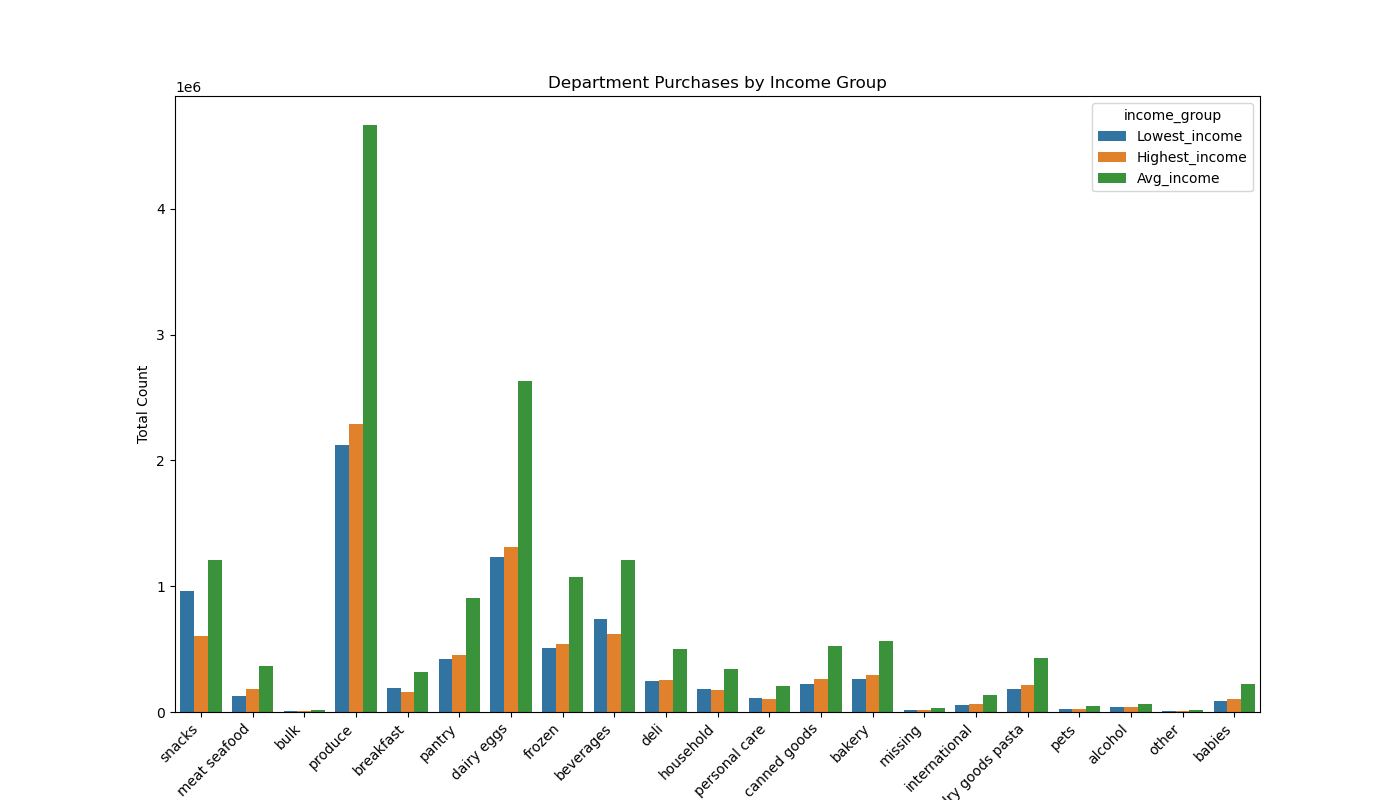 Department Purchases by Income Group
1e6
income_group
Lowest_income
Highest_income
Avg_income
Total Count
4
3
2
1
0
snacks
meat seafood
bulk
produce
breakfast
pantry
dairy eggs
frozen
beverages
deli
household
personal care
canned goods
bakery
missing
international
goods pasta
pets
alcohol
other
babies